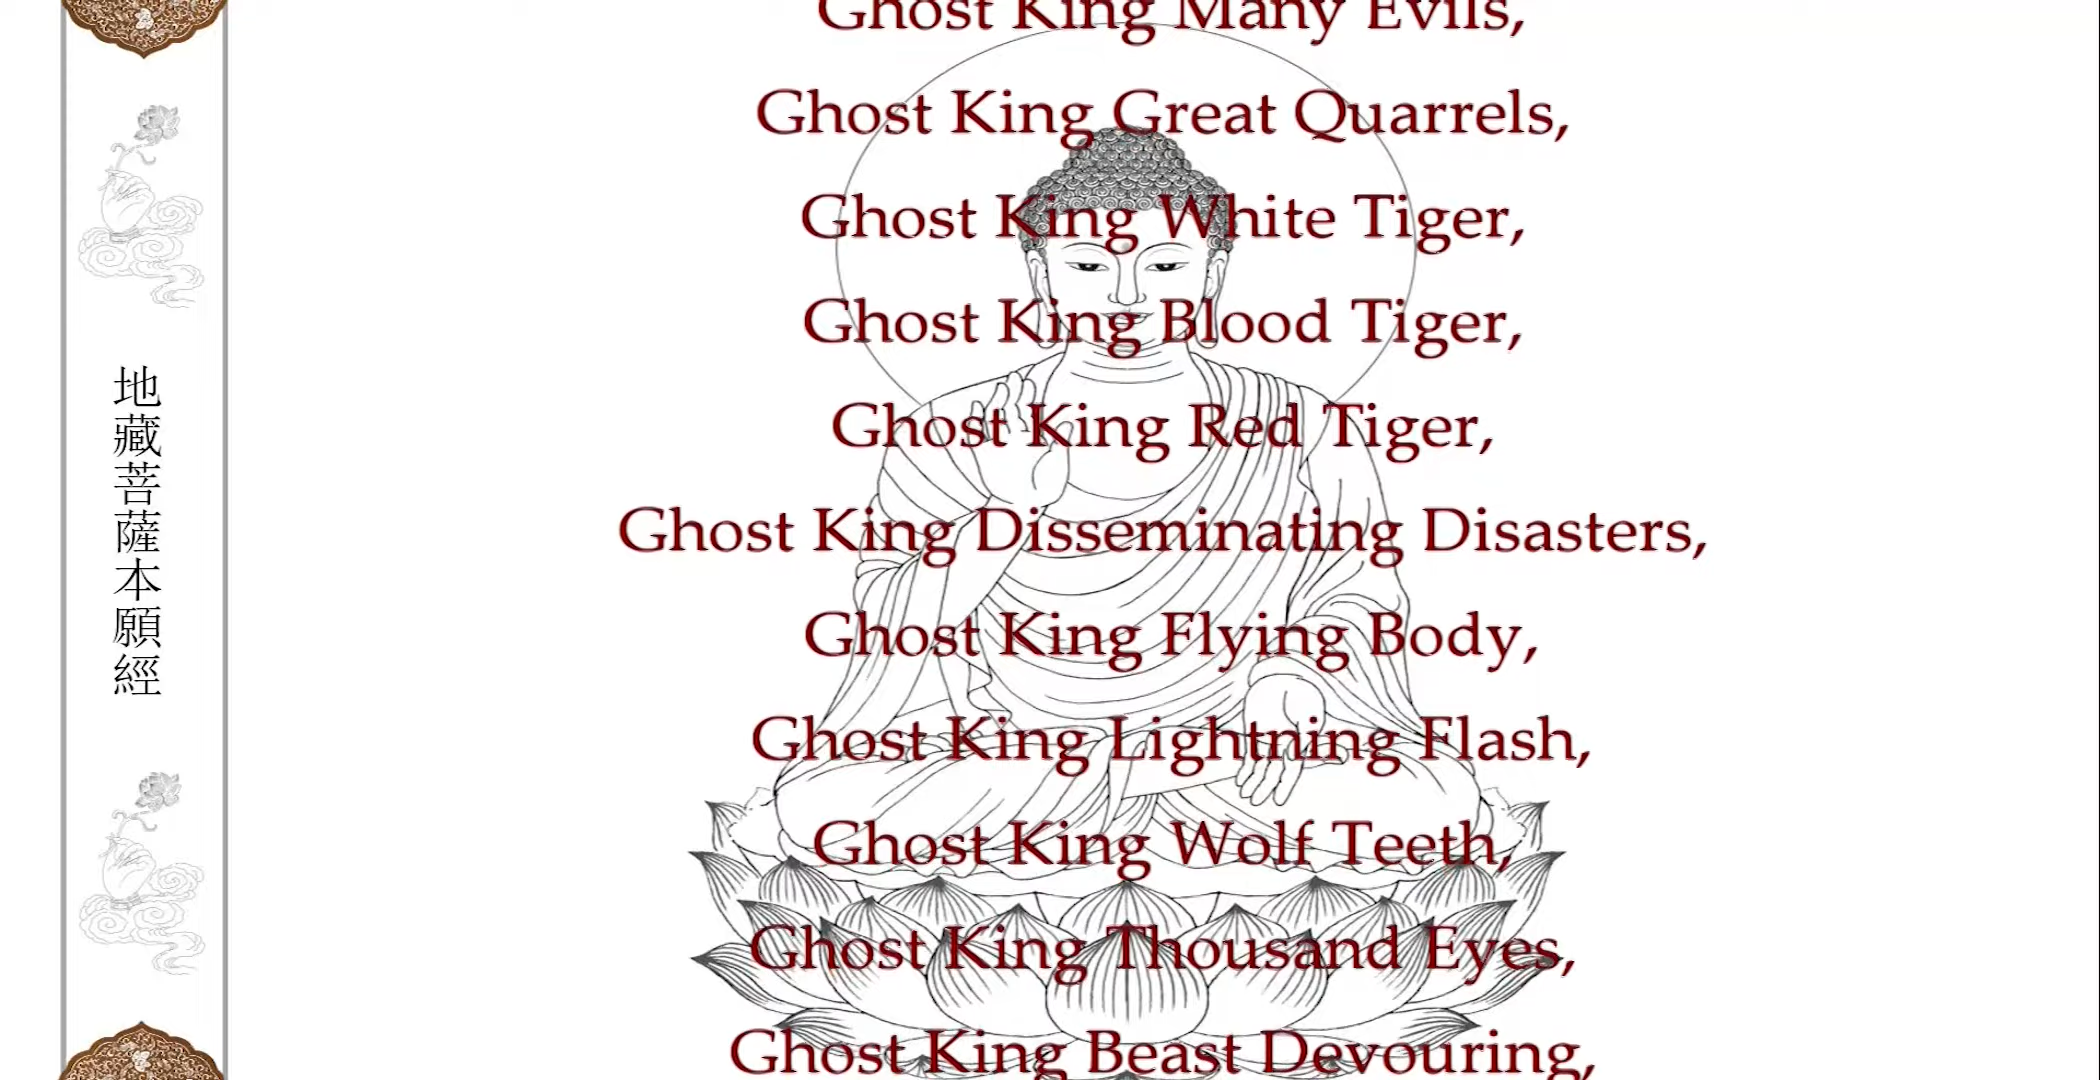 地藏菩薩本願經
Ghost King Many Evils,
Ghost King Great Quarrels,
Ghost King White Tiger,
Ghost King Blood Tiger,
Ghost King Red Tiger,
Ghost King Disseminating Disasters,
Ghost King Flying Body,
Ghost King Lightning Flash,
Ghost King Wolf Teeth,
Ghost King Thousand Eyes,
Ghost King Beast Devouring,